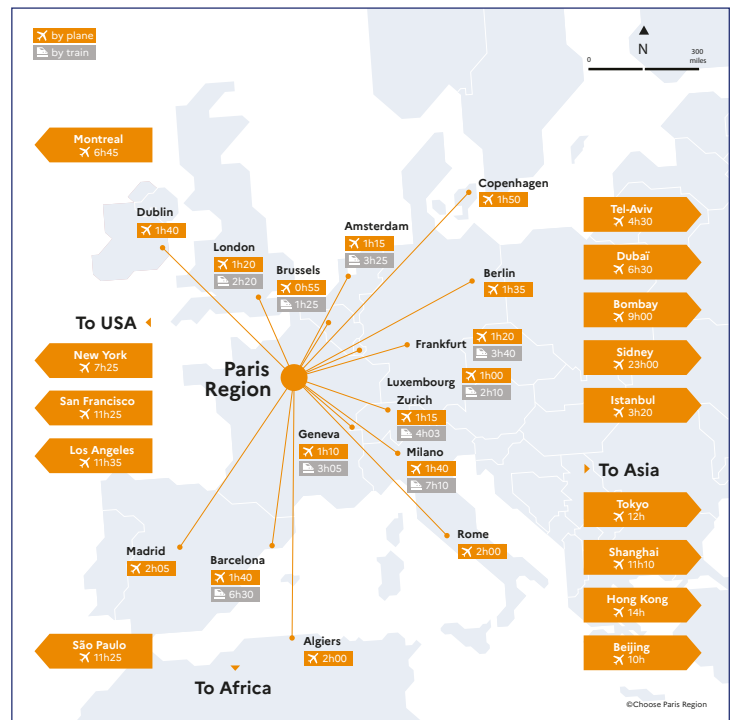 by plane
by train
N
0
300
miles
Montreal
6h45
Dublin
1h40
London
1h20
2h20
Brussels
0h55
1h25
Amsterdam
1h15
3h25
Copenhagen
1h50
Berlin
1h35
Frankfurt
1h20
3h40
Luxembourg
1h00
2h10
Zurich
1h15
4h03
Geneva
1h10
3h05
Milano
1h40
7h10
Rome
2h00
Paris
Region
Madrid
2h05
Barcelona
1h40
6h30
Algiers
2h00
To USA
New York
7h25
San Francisco
11h25
Los Angeles
11h35
São Paulo
11h25
To Africa
Tel-Aviv
4h30
Dubaï
6h30
Bombay
9h00
Sidney
23h00
Istanbul
3h20
To Asia
Tokyo
12h
Shanghai
11h10
Hong Kong
14h
Beijing
10h
©Choose Paris Region